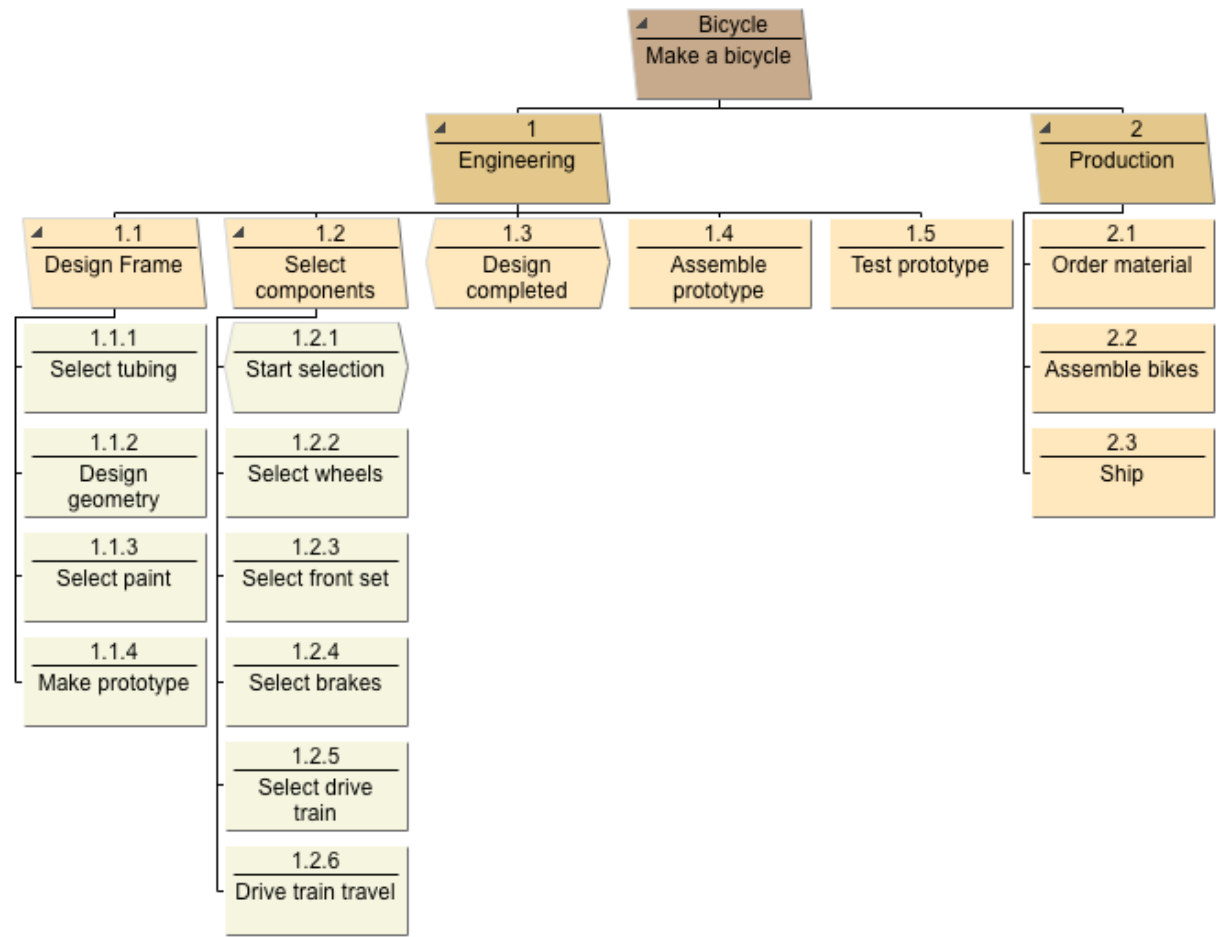 Bicycle
Make a bicycle
1
Engineering
2
Production
1.1
Design Frame
1.2
Select
components
1.3
Design
completed
1.4
Assemble
prototype
1.5
Test prototype
2.1
Order material
1.1.1
Select tubing
1.2.1
Start selection
2.2
Assemble bikes
1.1.2
Design
geometry
1.2.2
Select wheels
2.3
Ship
1.1.3
Select paint
1.2.3
Select front set
1.1.4
Make prototype
1.2.4
Select brakes
1.2.5
Select drive
train
1.2.6
Drive train travel